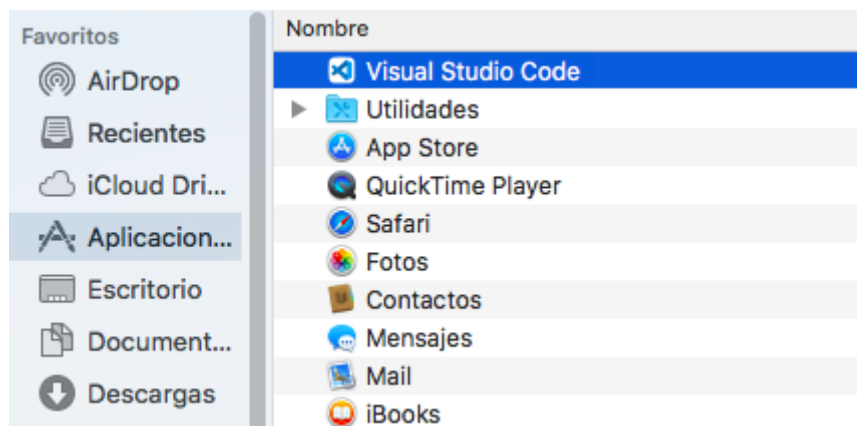 Favoritos
AirDrop
Recientes
iCloud Dri...
Aplicacion...
Escritorio
Document...
Descargas
Nombre
Visual Studio Code
Utilidades
App Store
QuickTime Player
Safari
Fotos
Contactos
Mensajes
Mail
iBooks